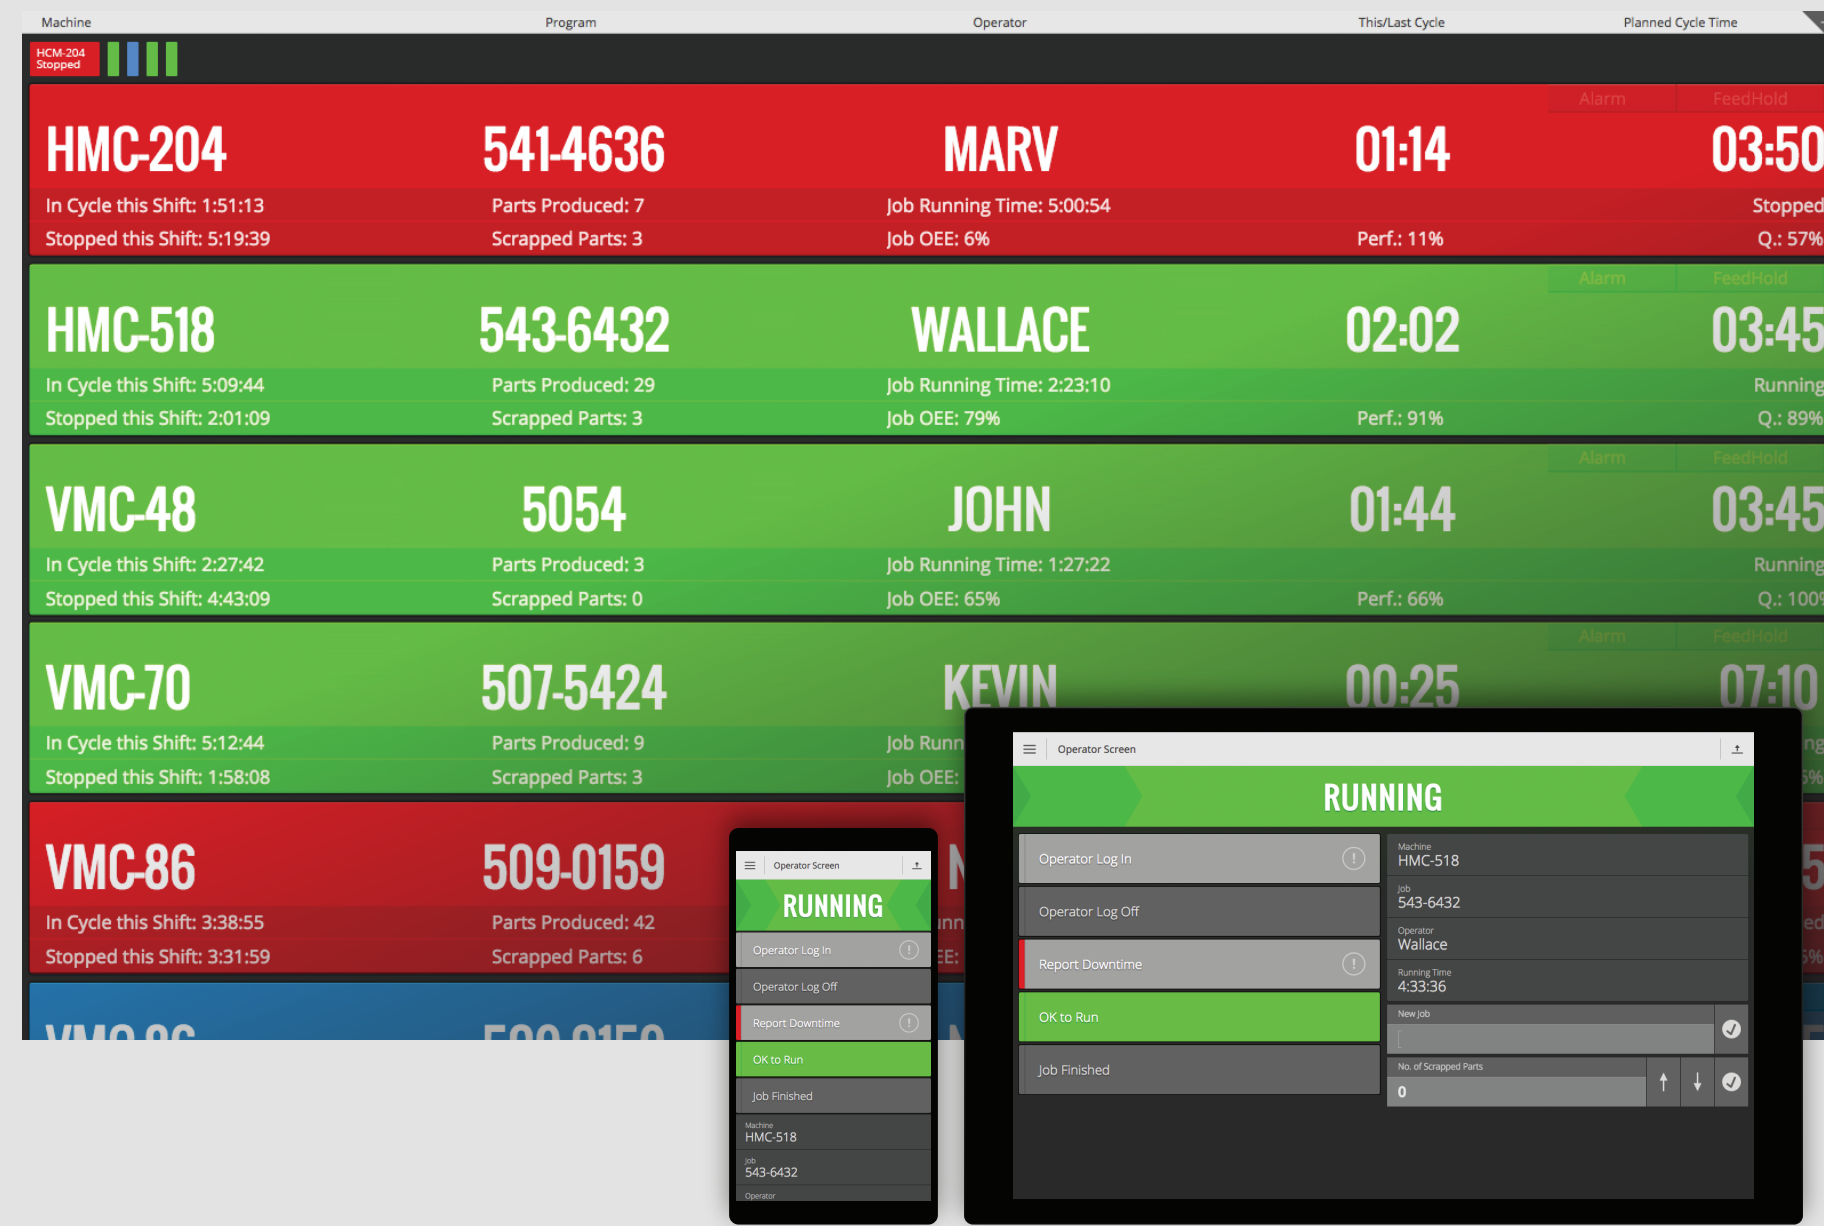 Machine Program Operator This/Last Cycle Planned Cycle Time
HCM-204
Stopped
Alarm FeedHold
HMC-204 541-4636 MARV 01:14 03:50
In Cycle this Shift: 1:51:13 Parts Produced: 7 Job Running Time: 5:00:54 Stopped
Stopped this Shift: 5:19:39 Scrapped Parts: 3 Job OEE: 6% Perf.: 11% Q.: 57%
Alarm FeedHold
HMC-518 543-6432 WALLACE 02:02 03:45
In Cycle this Shift: 5:09:44 Parts Produced: 29 Job Running Time: 2:23:10 Running
Stopped this Shift: 2:01:09 Scrapped Parts: 3 Job OEE: 79% Perf.: 91% Q.: 89%
Alarm FeedHold
VMC-48 5054 JOHN 01:44 03:45
In Cycle this Shift: 2:27:42 Parts Produced: 3 Job Running Time: 1:27:22 Running
Stopped this Shift: 4:43:09 Scrapped Parts: 0 Job OEE: 65% Perf.: 66% Q.: 100%
Alarm FeedHold
VMC-70 507-5424 KEVIN 00:25 07:10
In Cycle this Shift: 5:12:44 Parts Produced: 9 Job Runn
Stopped this Shift: 1:58:08 Scrapped Parts: 3 Job OEE:
VMC-86 509-0159
In Cycle this Shift: 3:38:55 Parts Produced: 42
Stopped this Shift: 3:31:59 Scrapped Parts: 6
Operator Screen
RUNNING
Operator Log In
Operator Log Off
Report Downtime
OK to Run
Job Finished
Machine
HMC-518
Job
543-6432
Operator
Operator Screen
RUNNING
Operator Log In
Operator Log Off
Report Downtime
OK to Run
Job Finished
Machine
HMC-518
Job
543-6432
Operator
Wallace
Running Time
4:33:36
New Job
No. of Scrapped Parts
0